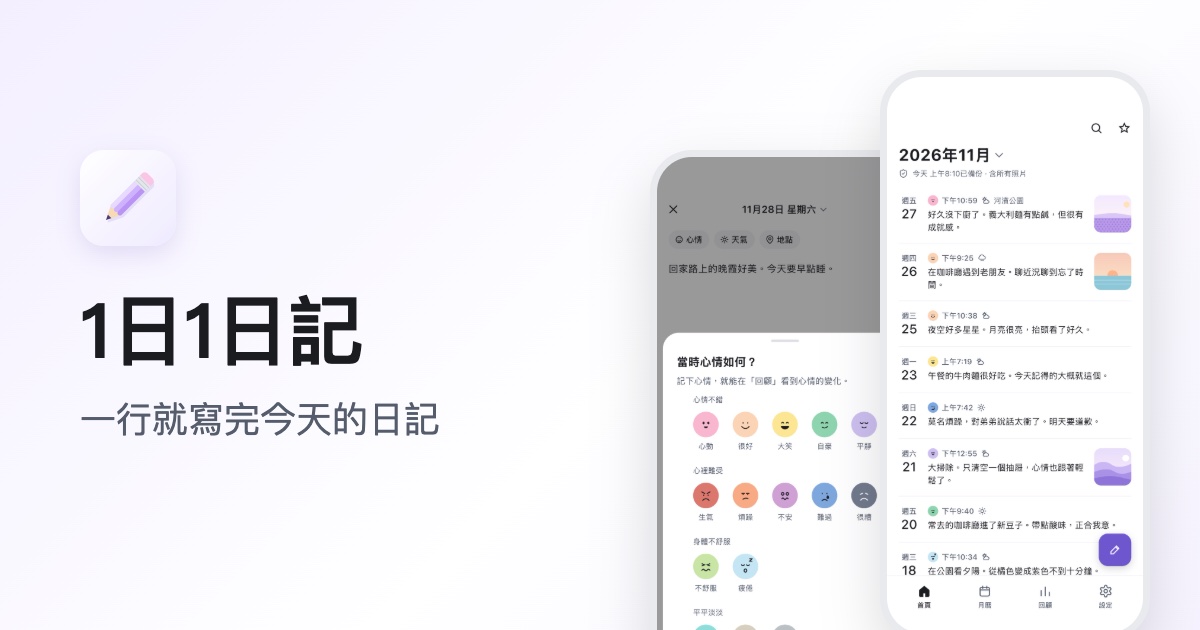 1日1日記
一行就寫完今天的日記
11月28日 星期六
心情
天氣
地點
回家路上的晚霞好美。今天要早點睡。
當時心情如何？
記下心情，就能在「回顧」看到心情的變化。
心情不錯
心動
很好
大笑
自豪
平靜
心裡難受
生氣
煩躁
不安
難過
很糟
身體不舒服
不舒服
疲倦
平平淡淡
2026年11月
今天 上午8:10已備份 · 含所有照片
週五
27
下午10:59
河濱公園
好久沒下廚了。義大利麵有點鹹，但很有
成就感。
週四
26
下午9:25
在咖啡廳遇到老朋友。聊近況聊到忘了時
間。
週三
25
下午10:38
夜空好多星星。月亮很亮，抬頭看了好久。
週一
23
上午7:19
午餐的牛肉麵很好吃。今天記得的大概就這個。
週日
22
上午7:42
莫名煩躁，對弟弟說話太衝了。明天要道歉。
週六
21
下午12:55
大掃除。只清空一個抽屜，心情也跟著輕
鬆了。
週五
20
下午9:40
常去的咖啡廳進了新豆子。帶點酸味，正合我意。
週三
18
下午10:34
在公園看夕陽。從橘色變成紫色不到十分鐘。
首頁
月曆
回顧
設定